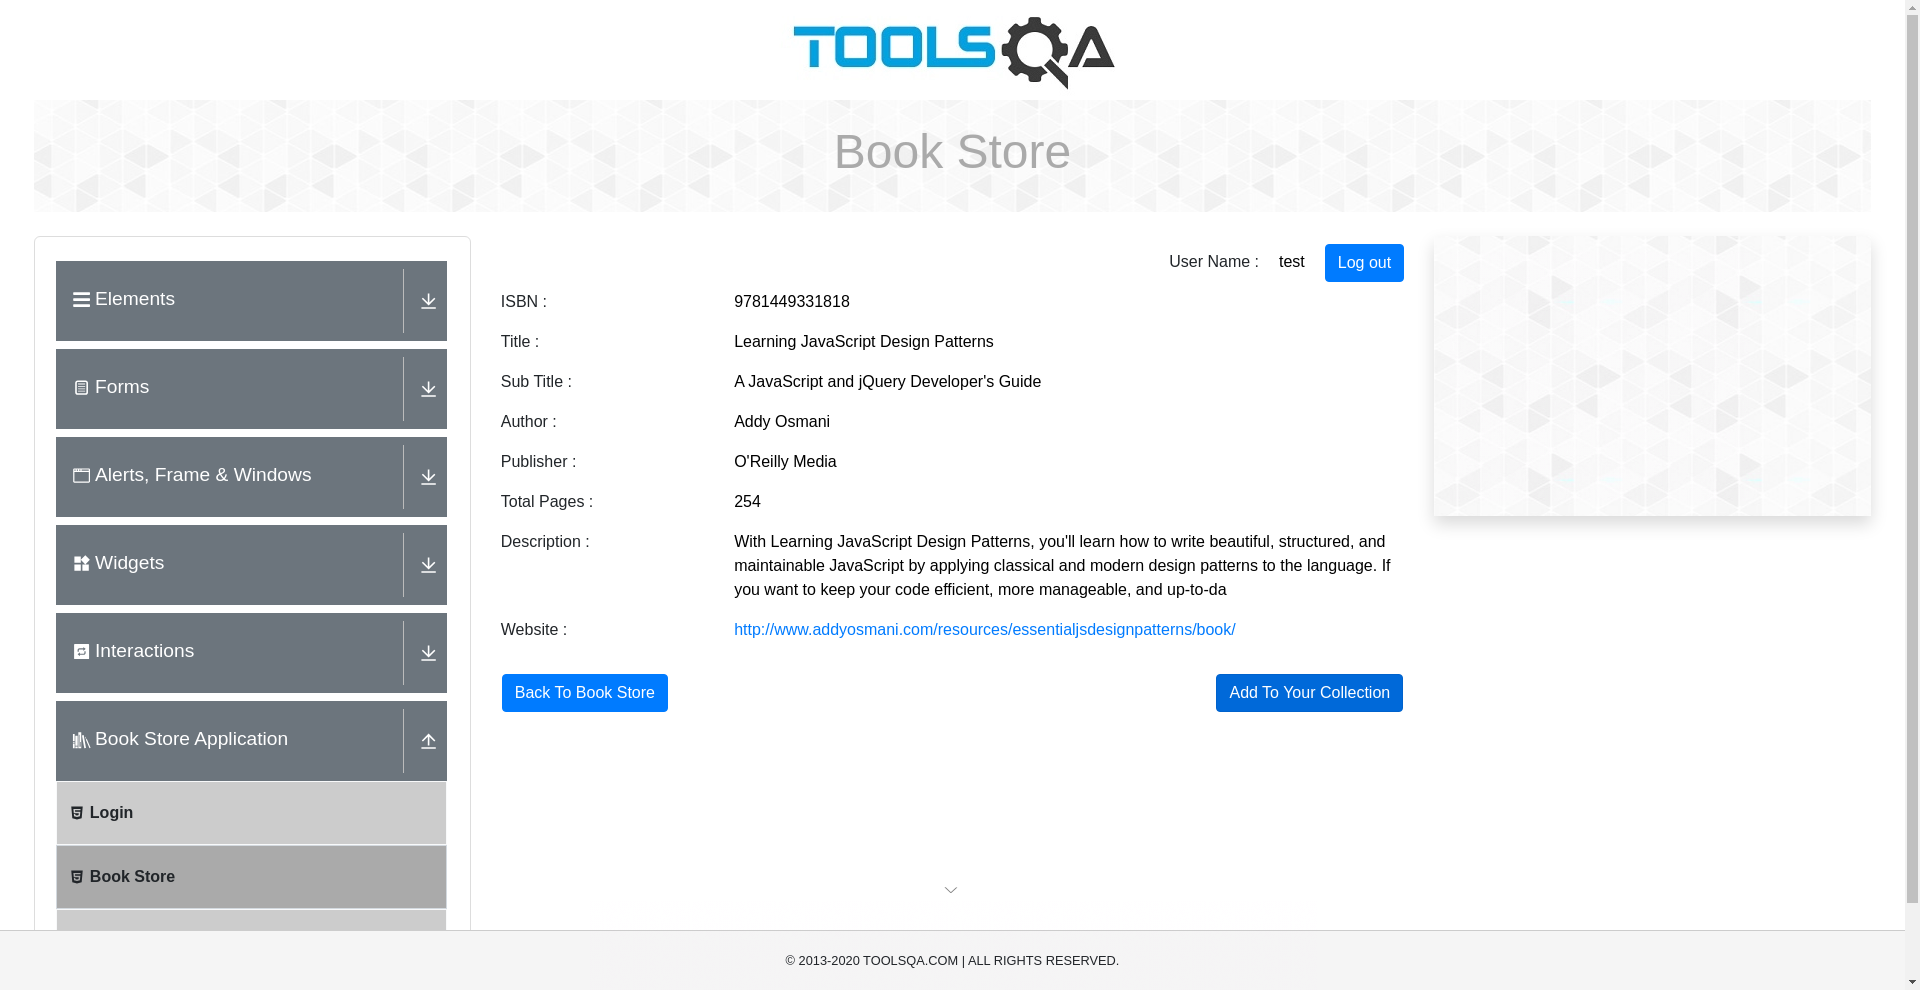 TOOLSQA
Book Store
Elements
Forms
Alerts, Frame & Windows
Widgets
Interactions
Book Store Application
Login
Book Store
User Name : test Log out
ISBN : 9781449331818
Title : Learning JavaScript Design Patterns
Sub Title : A JavaScript and jQuery Developer's Guide
Author : Addy Osmani
Publisher : O'Reilly Media
Total Pages : 254
Description : With Learning JavaScript Design Patterns, you'll learn how to write beautiful, structured, and
maintainable JavaScript by applying classical and modern design patterns to the language. If
you want to keep your code efficient, more manageable, and up-to-da
Website : http://www.addyosmani.com/resources/essentialjsdesignpatterns/book/
Back To Book Store Add To Your Collection
© 2013-2020 TOOLSQA.COM | ALL RIGHTS RESERVED.